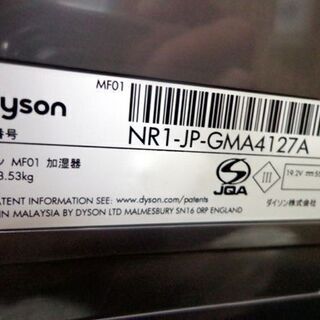 MF01
dyson
番号 NR1-JP-GMA4127A
ン MF01 加湿器
3.53kg
JQA
III
19.2V
PATENT INFORMATION SEE: www.dyson.com/patents
IN MALAYSIA BY DYSON LTD MALMESBURY SN16 0RP ENGLAND
ダイソン株式会社